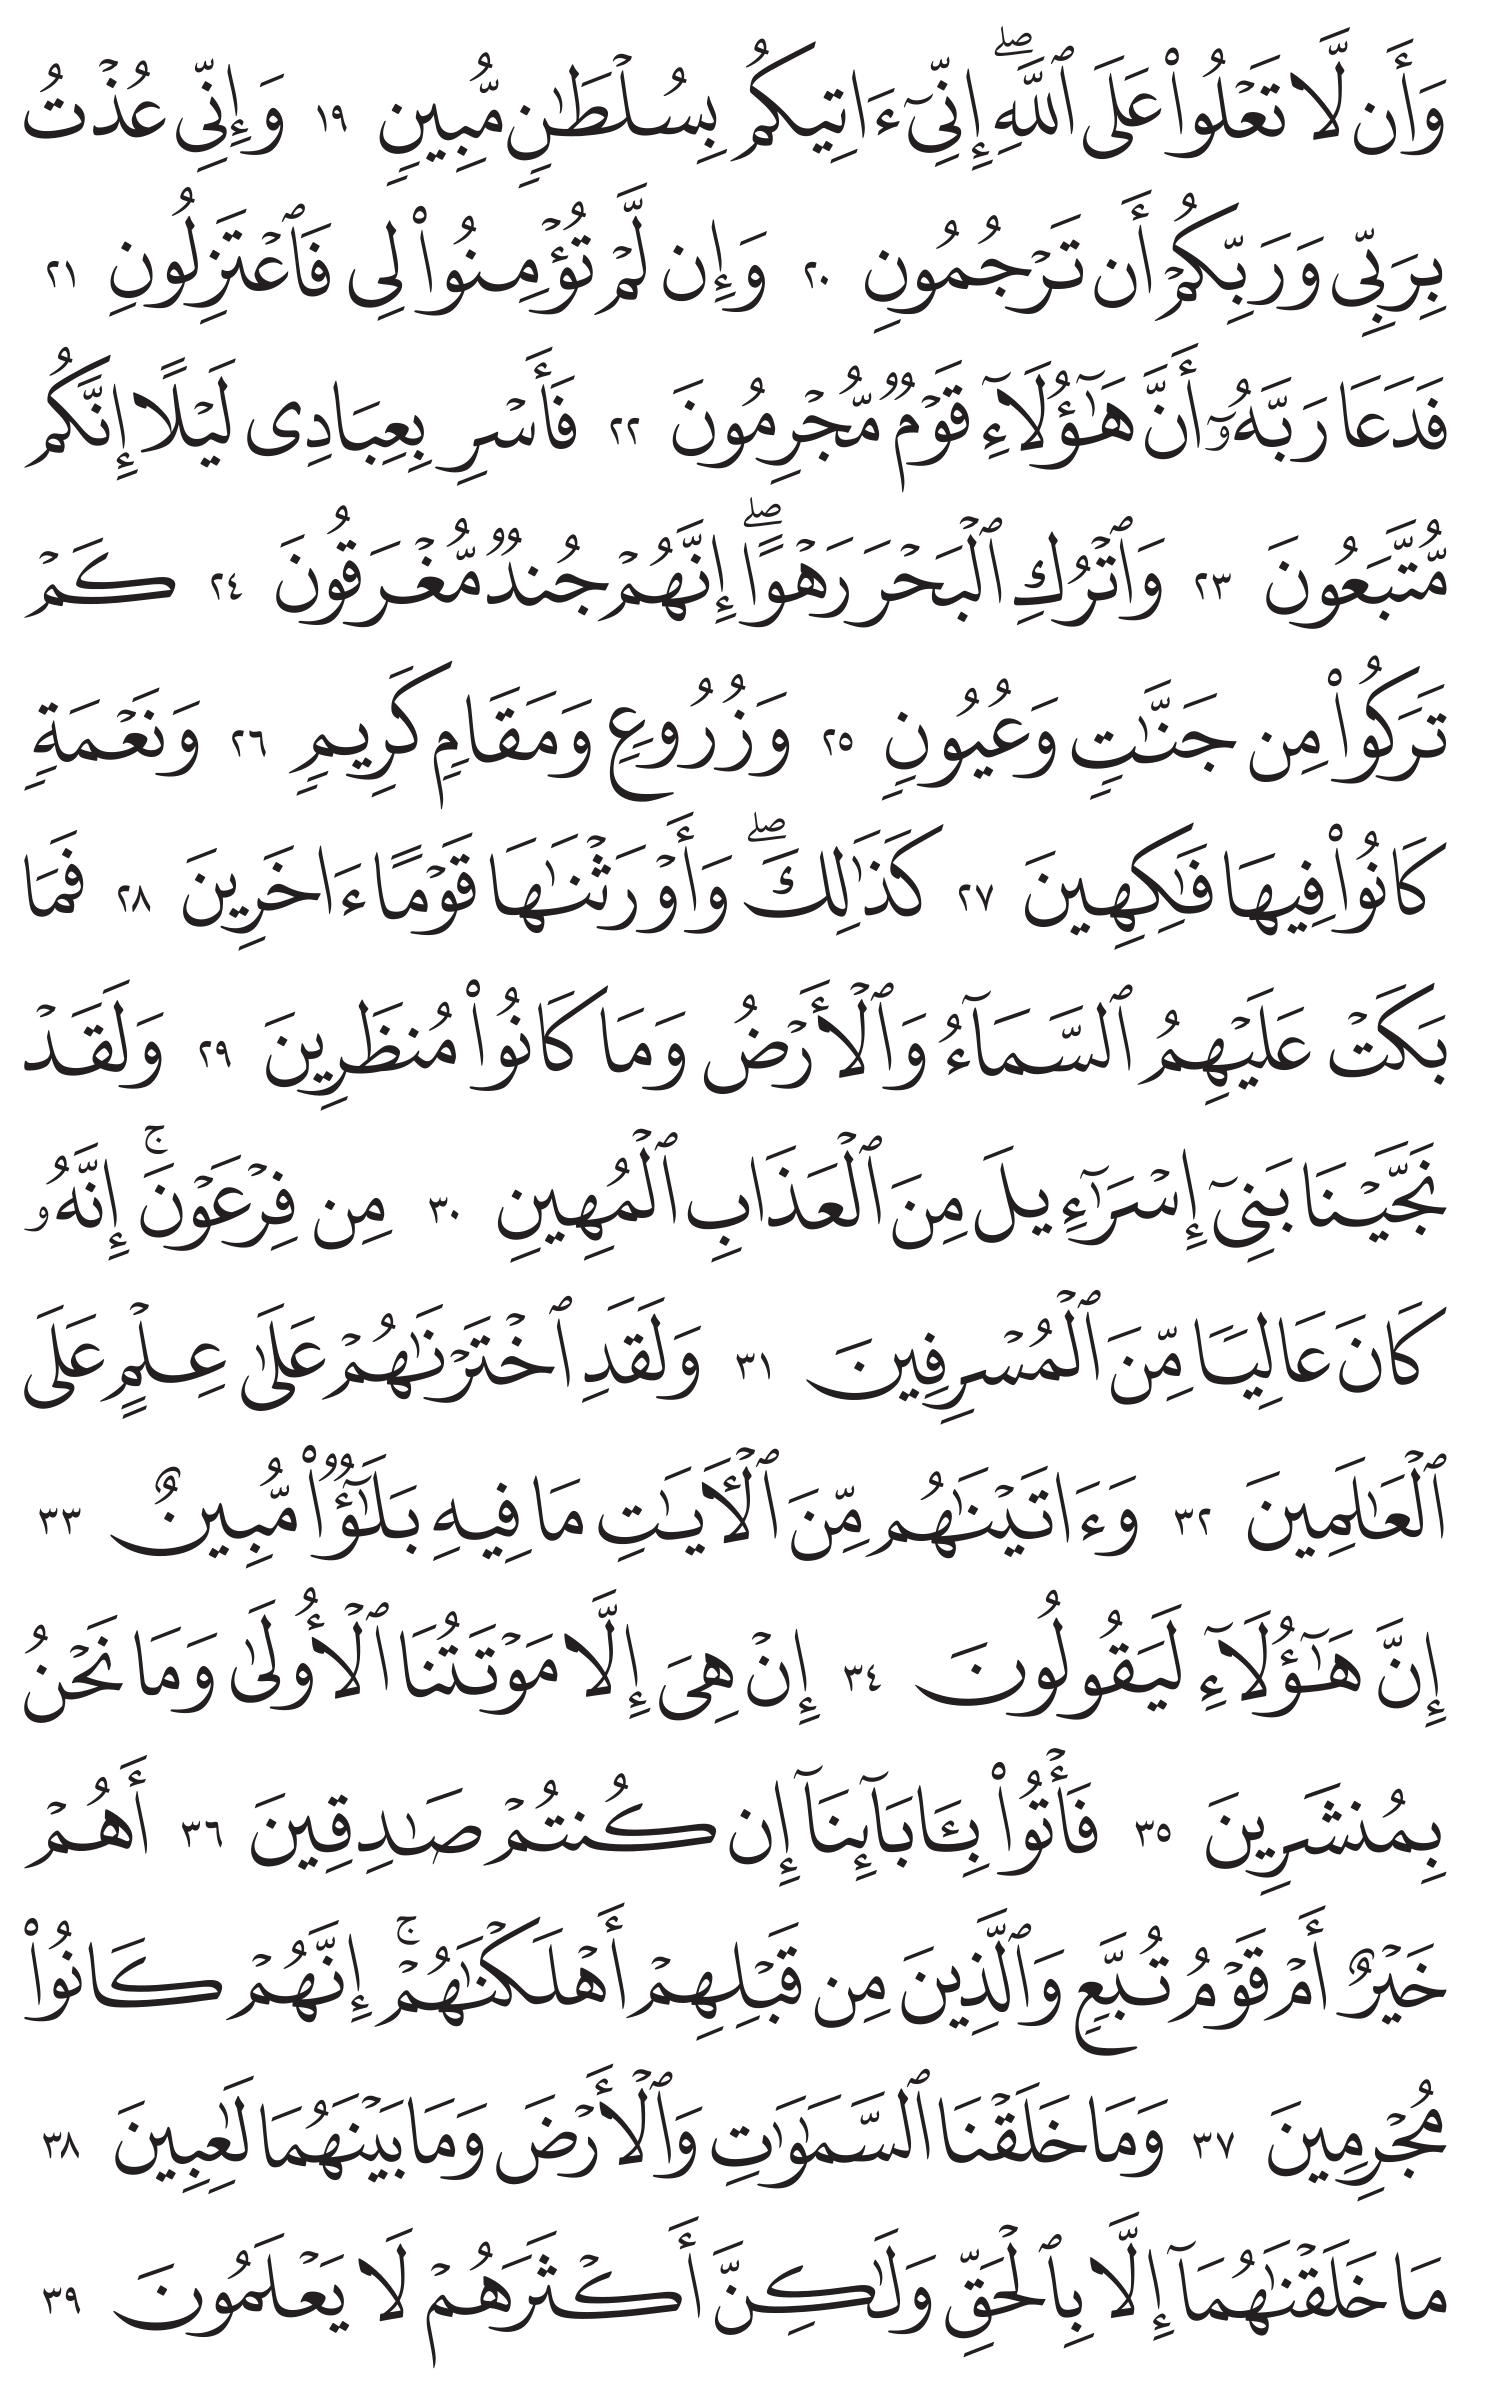 وَأَن لَّا تَعْلُوا۟ عَلَى ٱللَّهِ ۖ إِنِّىٓ ءَاتِيكُم بِسُلْطَـٰنٍ مُّبِينٍ ١٩ وَإِنِّى عُذْتُ
بِرَبِّى وَرَبِّكُمْ أَن تَرْجُمُونِ ٢٠ وَإِن لَّمْ تُؤْمِنُوا۟ لِى فَٱعْتَزِلُونِ ٢١
فَدَعَا رَبَّهُۥٓ أَنَّ هَـٰٓؤُلَآءِ قَوْمٌ مُّجْرِمُونَ ٢٢ فَأَسْرِ بِعِبَادِى لَيْلًا إِنَّكُم
مُّتَّبَعُونَ ٢٣ وَٱتْرُكِ ٱلْبَحْرَ رَهْوًا ۖ إِنَّهُمْ جُندٌ مُّغْرَقُونَ ٢٤ كَمْ
تَرَكُوا۟ مِن جَنَّـٰتٍ وَعُيُونٍ ٢٥ وَزُرُوعٍ وَمَقَامٍ كَرِيمٍ ٢٦ وَنَعْمَةٍ
كَانُوا۟ فِيهَا فَـٰكِهِينَ ٢٧ كَذَٰلِكَ ۖ وَأَوْرَثْنَـٰهَا قَوْمًا ءَاخَرِينَ ٢٨ فَمَا
بَكَتْ عَلَيْهِمُ ٱلسَّمَآءُ وَٱلْأَرْضُ وَمَا كَانُوا۟ مُنظَرِينَ ٢٩ وَلَقَدْ
نَجَّيْنَا بَنِىٓ إِسْرَٰٓءِيلَ مِنَ ٱلْعَذَابِ ٱلْمُهِينِ ٣٠ مِن فِرْعَوْنَ ۚ إِنَّهُۥ
كَانَ عَالِيًا مِّنَ ٱلْمُسْرِفِينَ ٣١ وَلَقَدِ ٱخْتَرْنَـٰهُمْ عَلَىٰ عِلْمٍ عَلَى
ٱلْعَـٰلَمِينَ ٣٢ وَءَاتَيْنَـٰهُم مِّنَ ٱلْـَٔايَـٰتِ مَا فِيهِ بَلَـٰٓؤٌا۟ مُّبِينٌ ٣٣
إِنَّ هَـٰٓؤُلَآءِ لَيَقُولُونَ ٣٤ إِنْ هِىَ إِلَّا مَوْتَتُنَا ٱلْأُولَىٰ وَمَا نَحْنُ
بِمُنشَرِينَ ٣٥ فَأْتُوا۟ بِـَٔابَآئِنَآ إِن كُنتُمْ صَـٰدِقِينَ ٣٦ أَهُمْ
خَيْرٌ أَمْ قَوْمُ تُبَّعٍ وَٱلَّذِينَ مِن قَبْلِهِمْ أَهْلَكْنَـٰهُمْ ۚ إِنَّهُمْ كَانُوا۟
مُجْرِمِينَ ٣٧ وَمَا خَلَقْنَا ٱلسَّمَـٰوَٰتِ وَٱلْأَرْضَ وَمَا بَيْنَهُمَا لَـٰعِبِينَ ٣٨
مَا خَلَقْنَـٰهُمَآ إِلَّا بِٱلْحَقِّ وَلَـٰكِنَّ أَكْثَرَهُمْ لَا يَعْلَمُونَ ٣٩